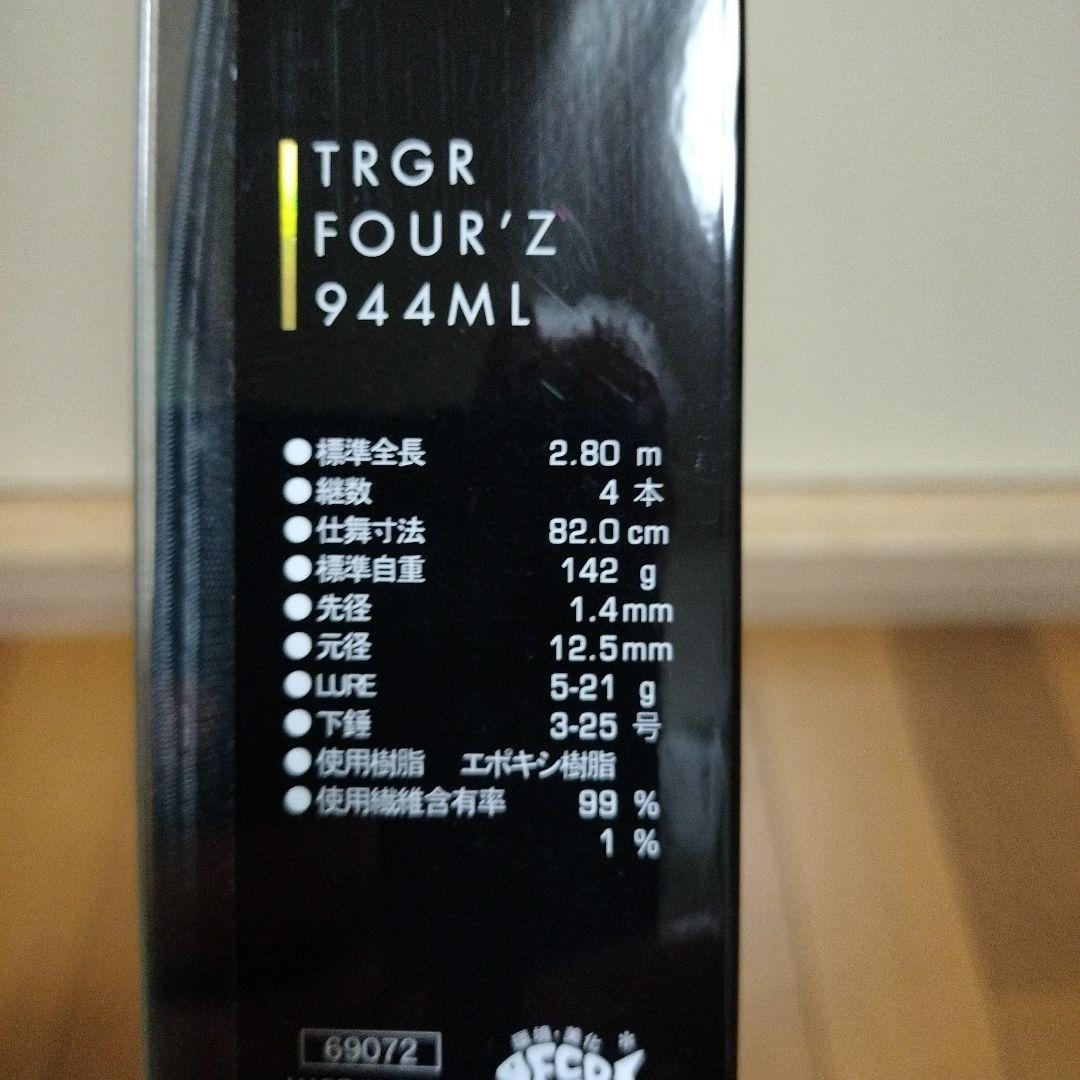 TRGR
FOUR'Z
944ML
●標準全長 2.80 m
●継数 4 本
●仕舞寸法 82.0 cm
●標準自重 142 g
●先径 1.4 mm
●元径 12.5 mm
●LURE 5-21 g
●下錘 3-25 号
●使用樹脂 エポキシ樹脂
●使用繊維含有率 99 %
1 %
69072